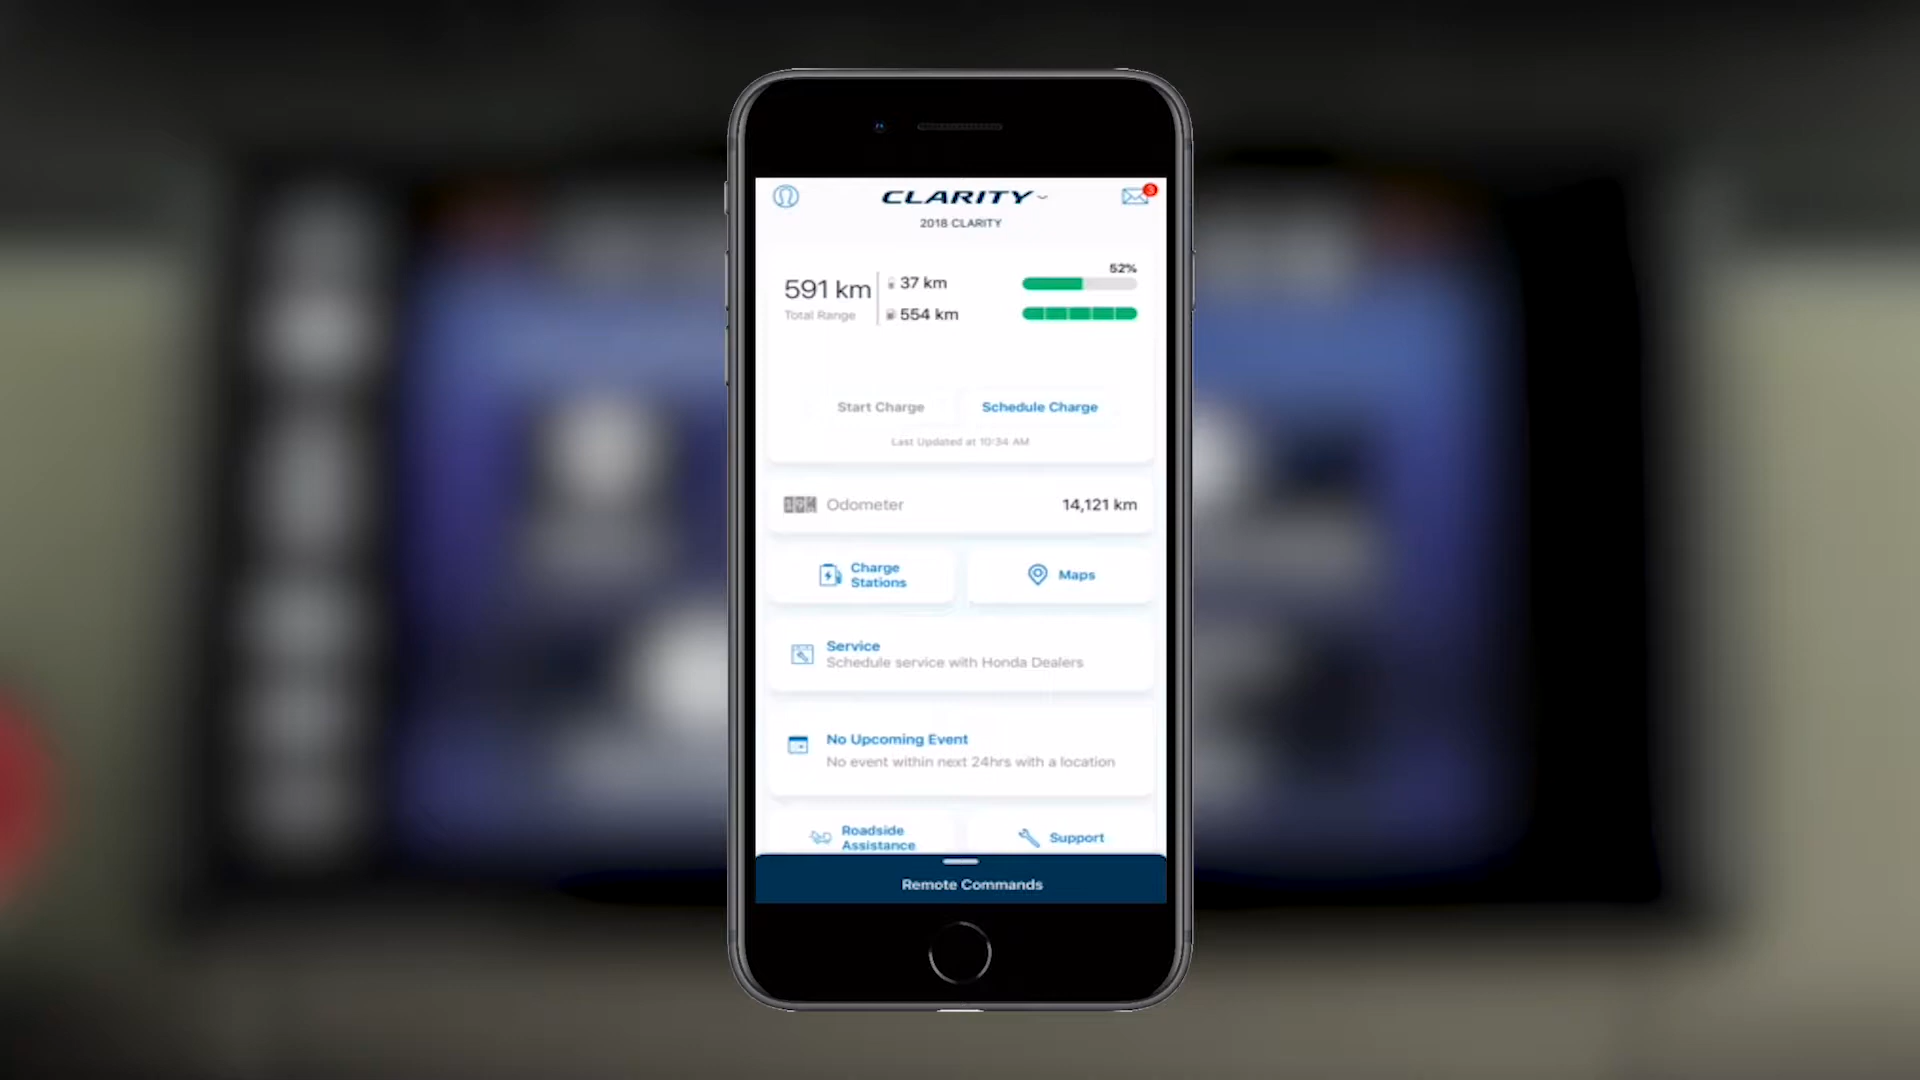 CLARITY
3
2018 CLARITY
52%
591 km
37 km
Total Range
554 km
Start Charge
Schedule Charge
Last Updated at 10:34 AM
Odometer
14,121 km
Charge
Stations
Maps
Service
Schedule service with Honda Dealers
No Upcoming Event
No event within next 24hrs with a location
Roadside
Assistance
Support
Remote Commands